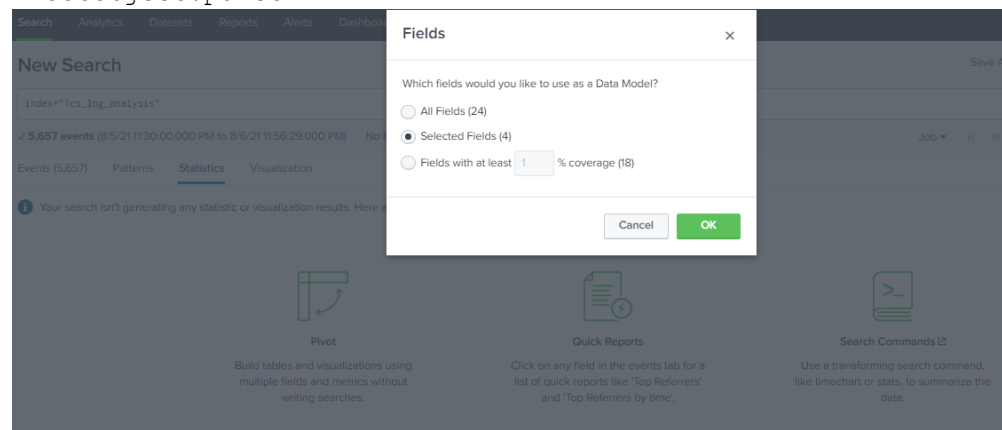 Search Analytics Datasets Reports Alerts
Fields
×
New Search
Save A
Which fields would you like to use as a Data Model?
index="ics_log_analysis"
All Fields (24)
5,657 events (8/5/21 11:30:00.000 PM to 8/6/21 11:56:29.000 PM)
Selected Fields (4)
Job
Fields with at least 1 % coverage (18)
Events (5,657) Patterns Statistics Visualization
Your search isn't generating any statistic or visualization results. Here
Cancel OK
Pivot
Build tables and visualizations using
multiple fields and metrics without
writing searches.
Quick Reports
Click on any field in the events tab for a
list of quick reports like 'Top Referrers'
and 'Top Referrers by time'.
Search Commands
Use a transforming search command,
like timechart or stats, to summarize the
data.